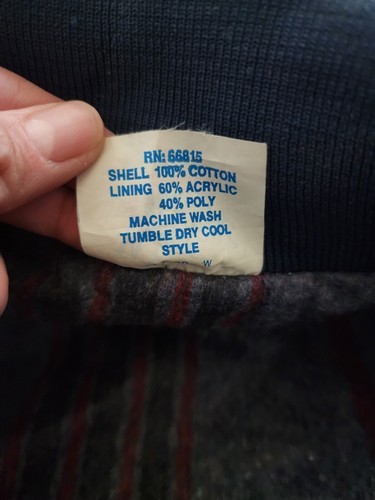 RN: 66815
SHELL 100% COTTON
LINING 60% ACRYLIC
40% POLY
MACHINE WASH
TUMBLE DRY COOL
STYLE